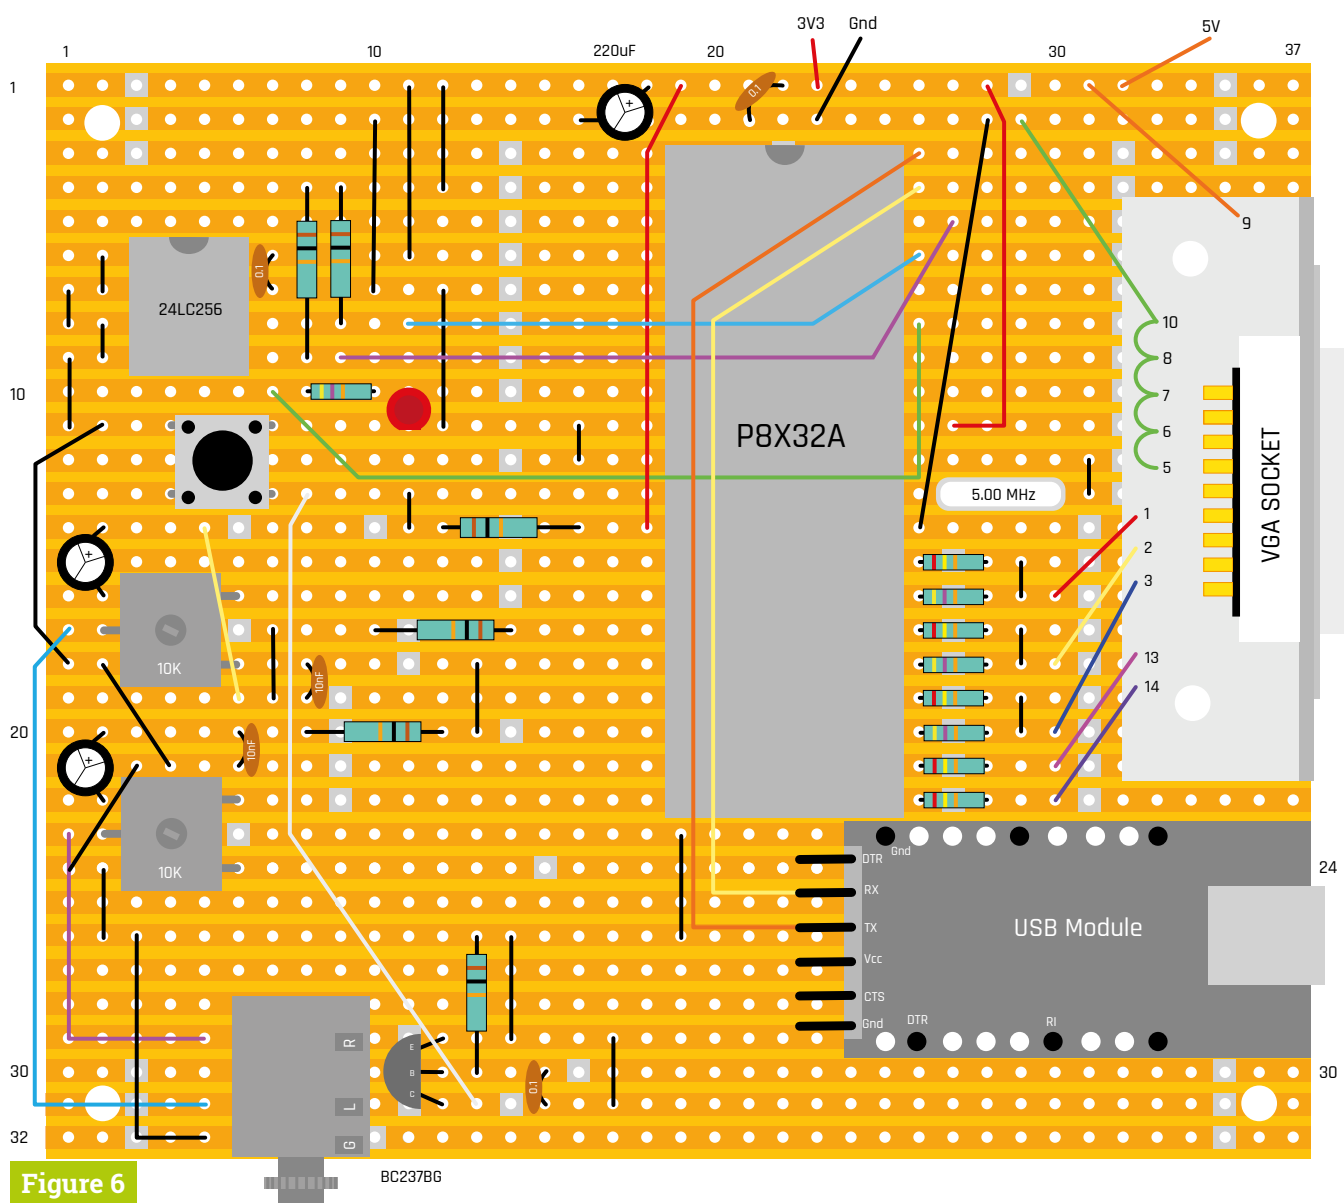 3V3 Gnd 5V
1 10 220uF 20 30 37
1
0.1
+
9
0.1
24LC256
10
8
7
6
5
10
P8X32A
5.00 MHz
VGA SOCKET
1
2
3
13
14
+
10K
10nF
20
10nF
+
10K
DTR
Gnd
RX
TX
Vcc
CTS
Gnd
DTR
RI
USB Module
24
R
L
G
E
B
C
0.1
30
30
32
Figure 6
BC237BG